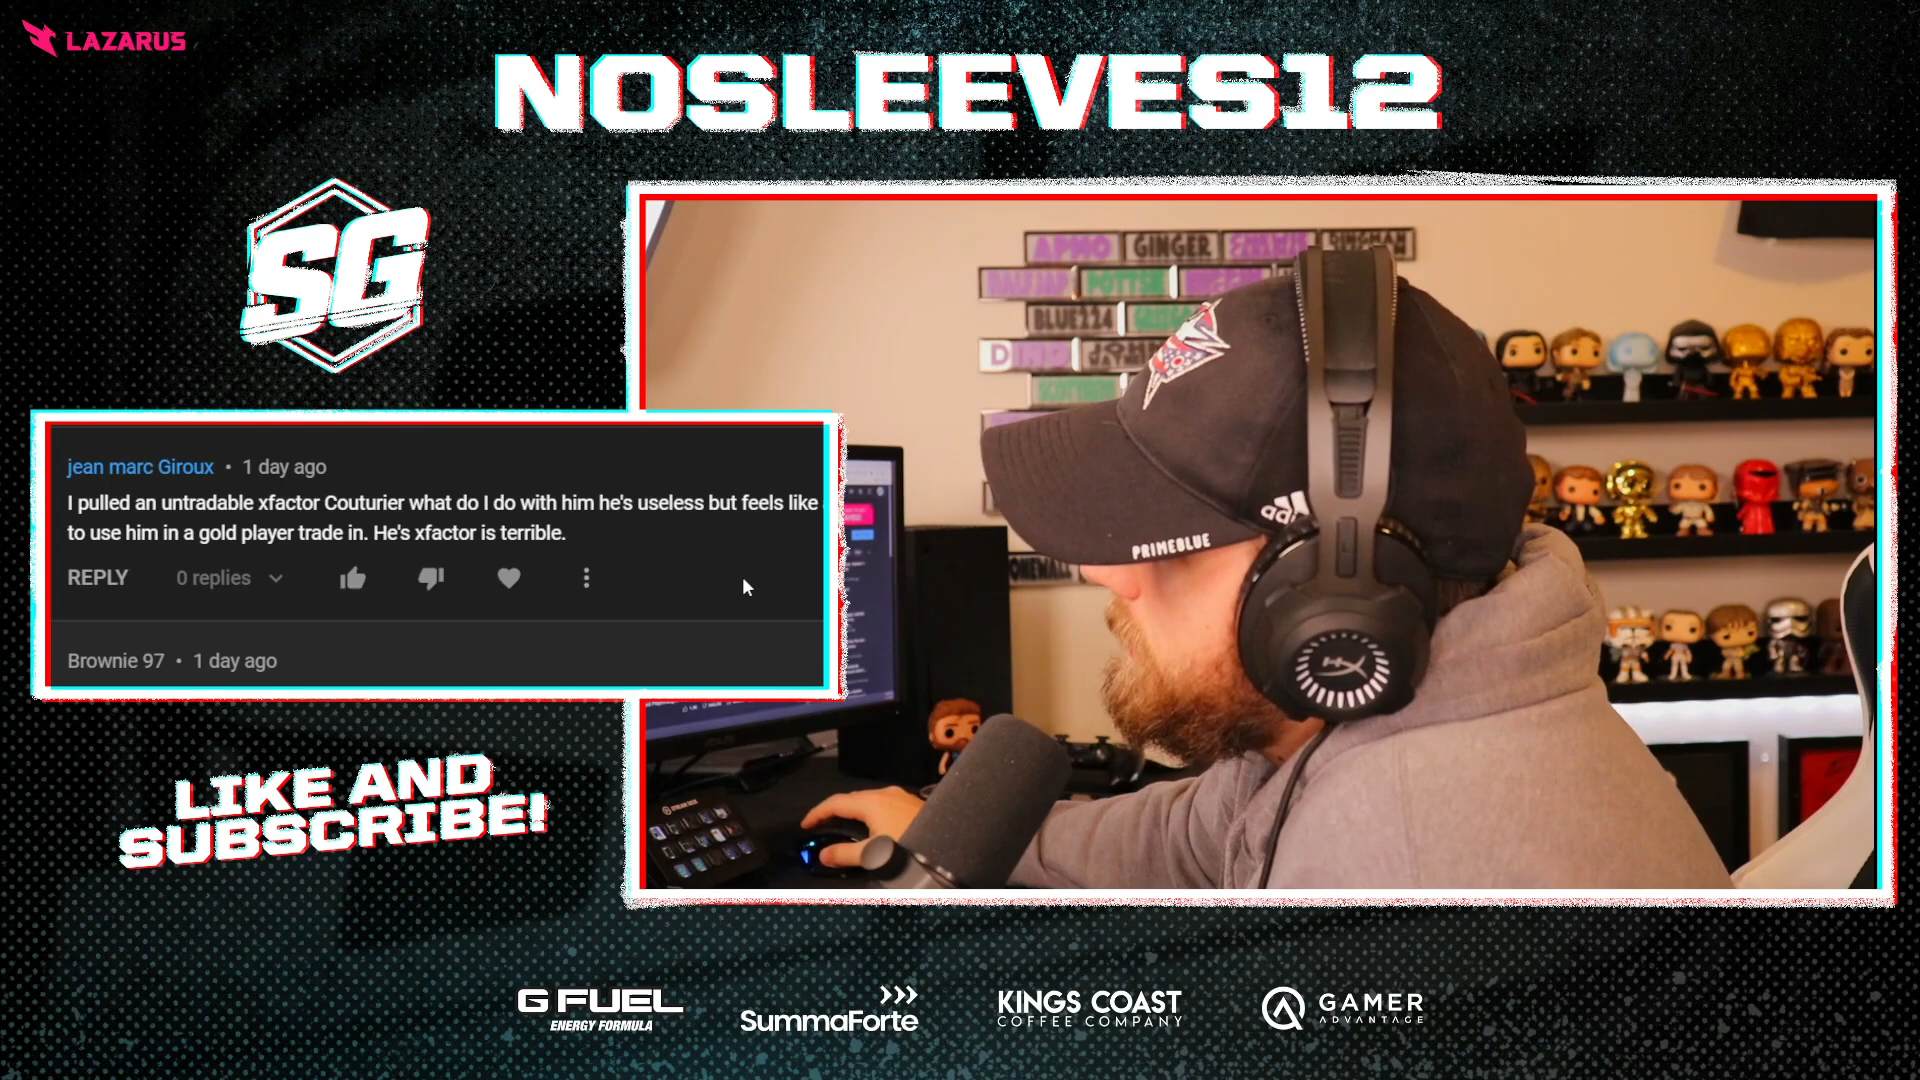 LAZARUS
NOSLEEVES12
SG
APMO GINGER
POTTS
BLUE224
jean marc Giroux • 1 day ago
I pulled an untradable xfactor Couturier what do I do with him he's useless but feels like
to use him in a gold player trade in. He's xfactor is terrible.
REPLY 0 replies
Brownie 97 • 1 day ago
PRIMEBLUE
LIKE AND
SUBSCRIBE!
G FUEL
ENERGY FORMULA
SummaForte
KINGS COAST
COFFEE COMPANY
GAMER
ADVANTAGE